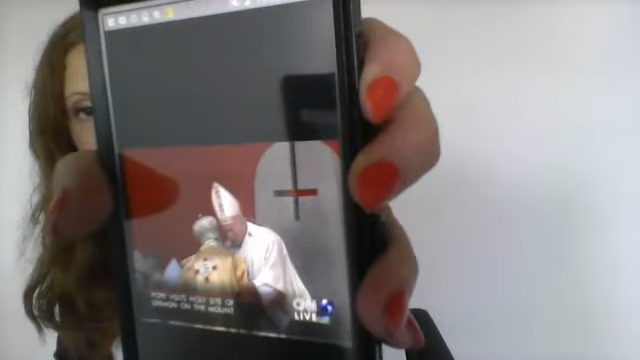 POPE VISITS HOLY SITE OF
SERMON ON THE MOUNT
CNN
LIVE